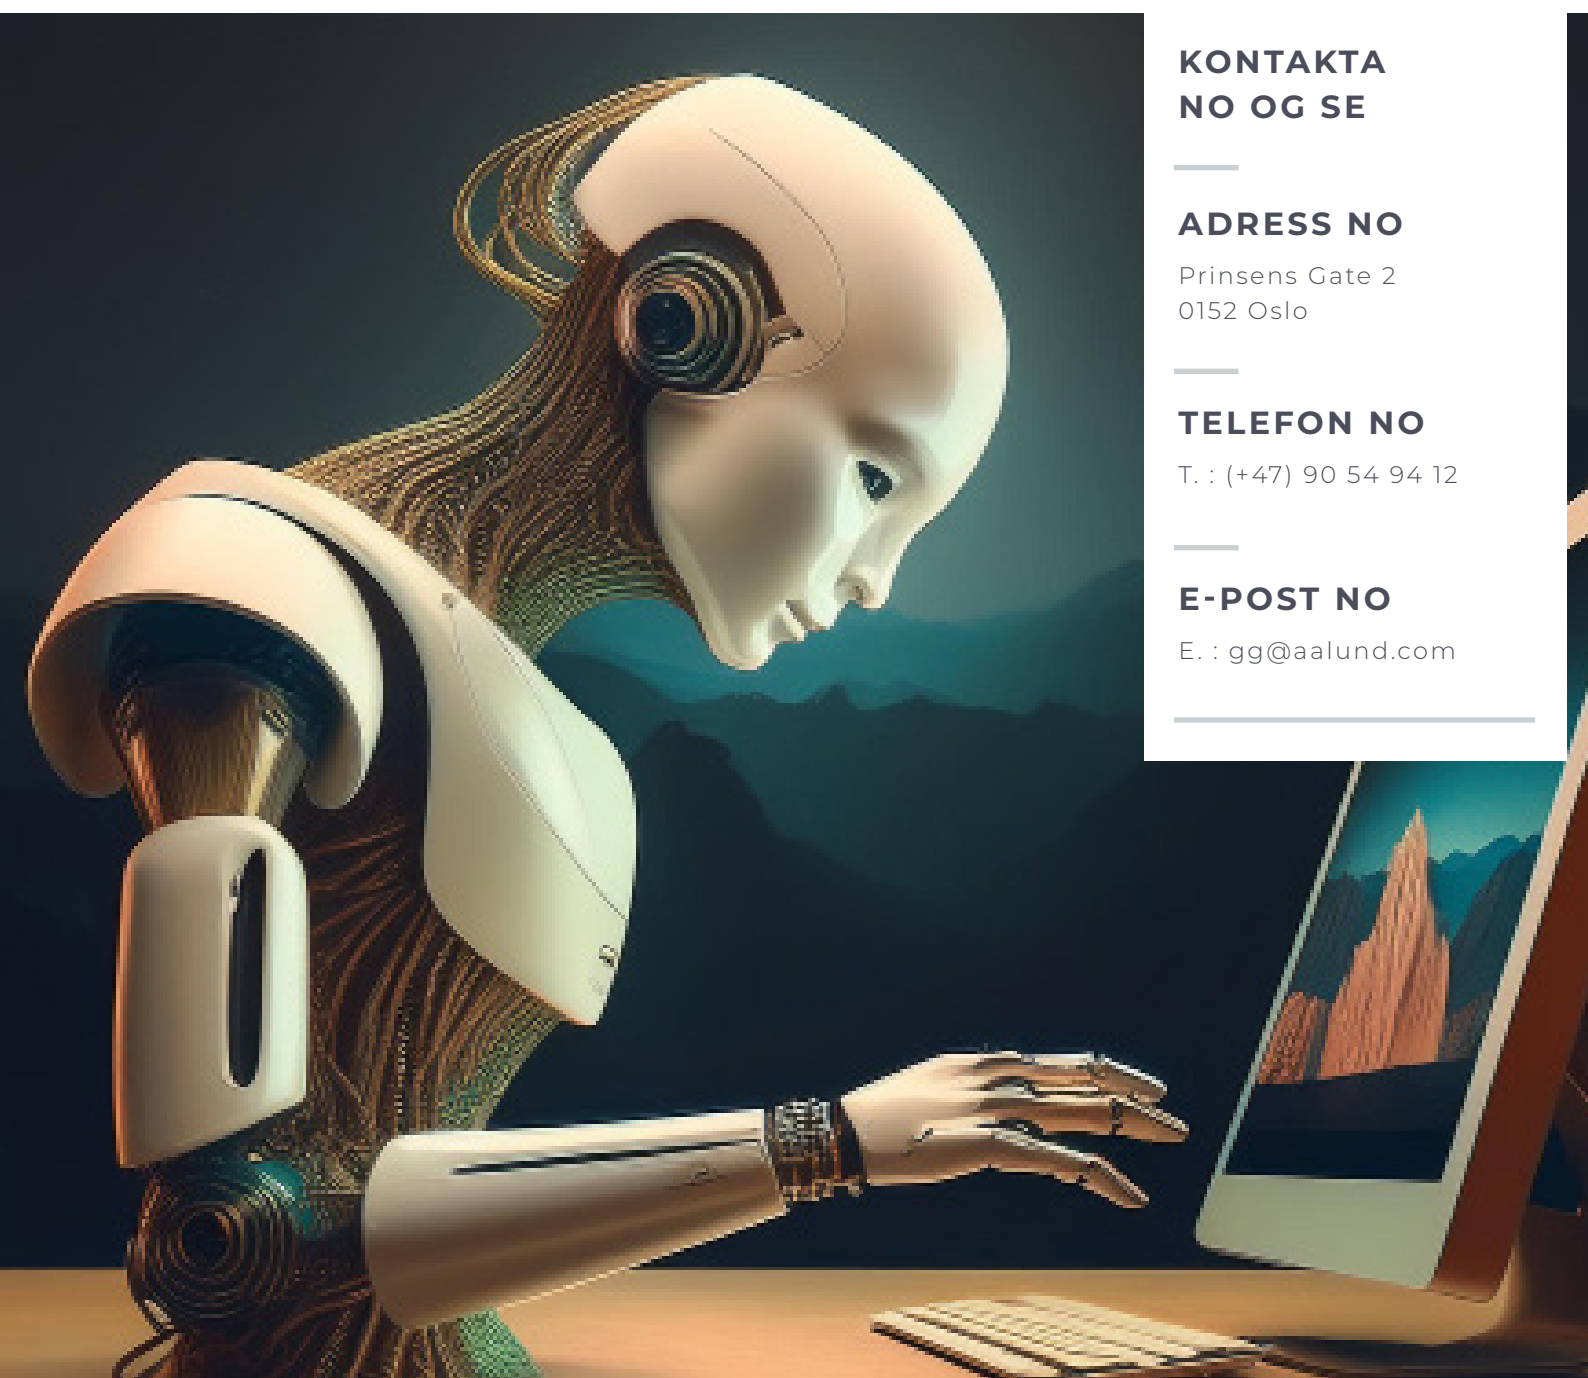 KONTAKTA
NO OG SE
ADRESS NO
Prinsens Gate 2
0152 Oslo
TELEFON NO
T. : (+47) 90 54 94 12
E-POST NO
E. : gg@aalund.com